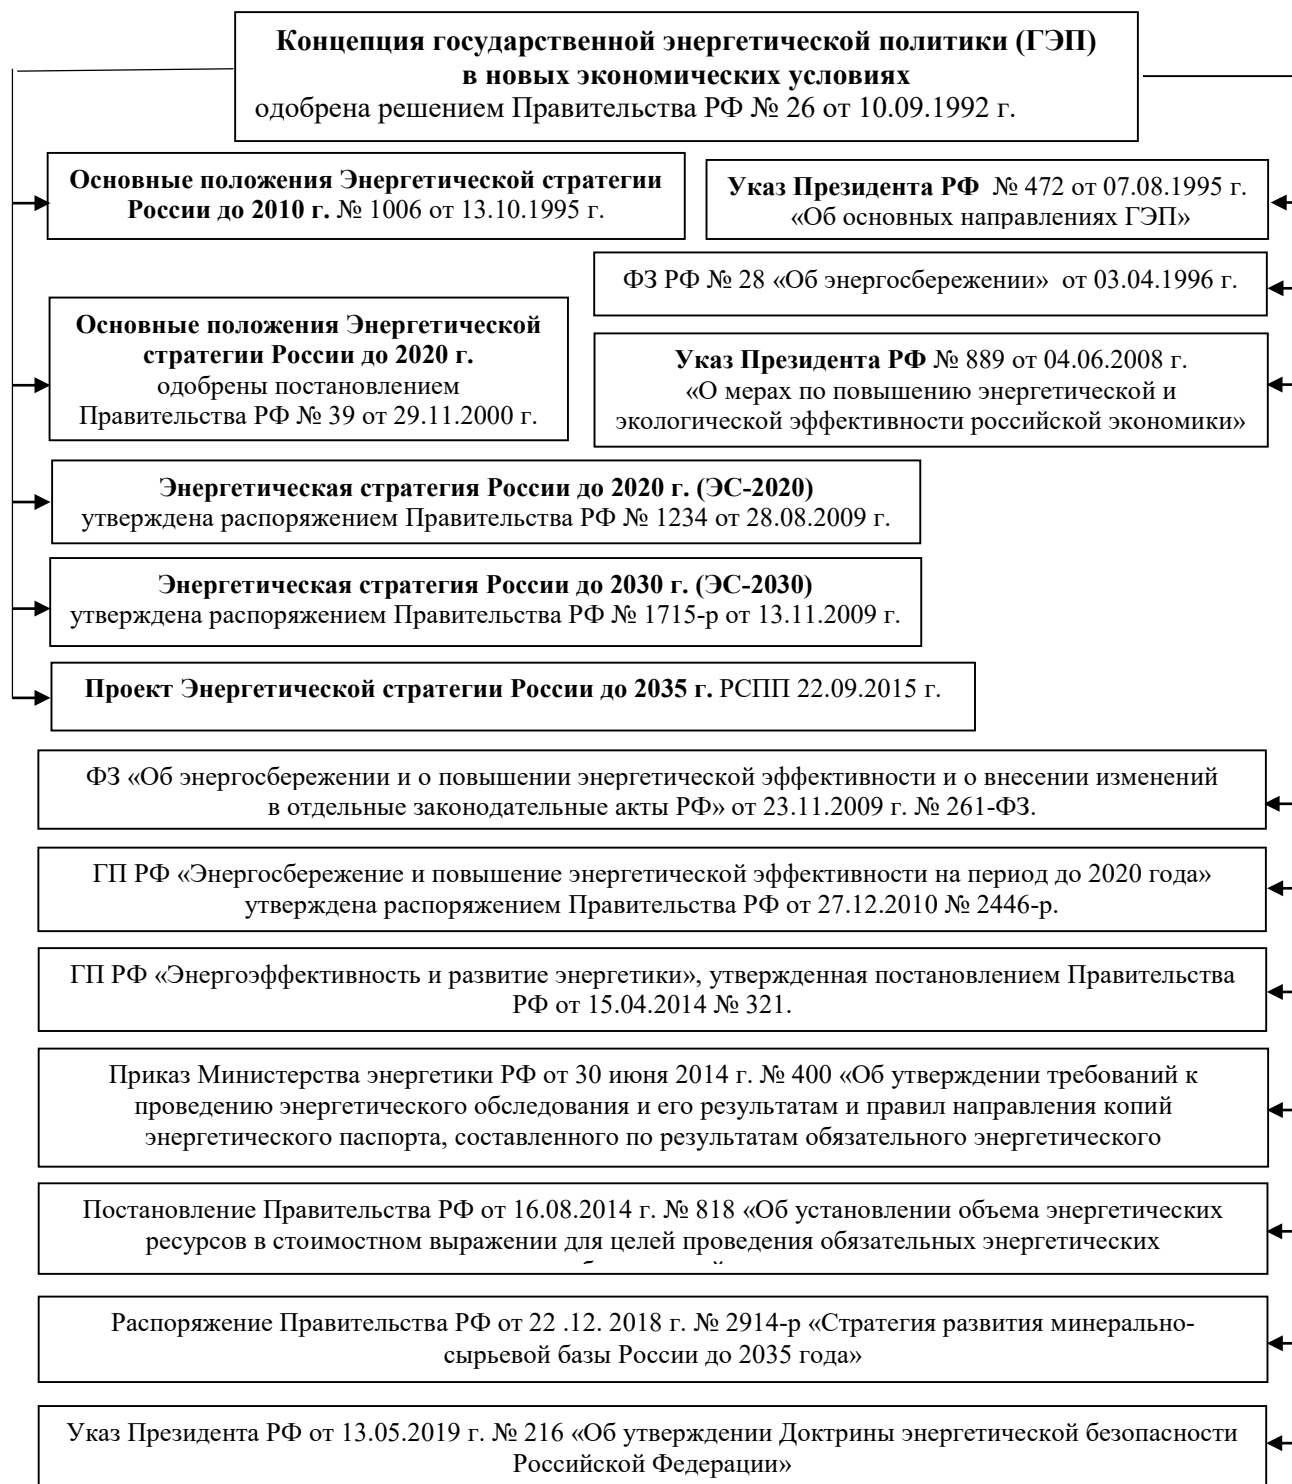 Концепция государственной энергетической политики (ГЭП)
в новых экономических условиях
одобрена решением Правительства РФ № 26 от 10.09.1992 г.
Основные положения Энергетической стратегии
России до 2010 г. № 1006 от 13.10.1995 г.
Указ Президента РФ № 472 от 07.08.1995 г.
«Об основных направлениях ГЭП»
ФЗ РФ № 28 «Об энергосбережении» от 03.04.1996 г.
Основные положения Энергетической
стратегии России до 2020 г.
одобрены постановлением
Правительства РФ № 39 от 29.11.2000 г.
Указ Президента РФ № 889 от 04.06.2008 г.
«О мерах по повышению энергетической и
экологической эффективности российской экономики»
Энергетическая стратегия России до 2020 г. (ЭС-2020)
утверждена распоряжением Правительства РФ № 1234 от 28.08.2009 г.
Энергетическая стратегия России до 2030 г. (ЭС-2030)
утверждена распоряжением Правительства РФ № 1715-р от 13.11.2009 г.
Проект Энергетической стратегии России до 2035 г. РСПП 22.09.2015 г.
ФЗ «Об энергосбережении и о повышении энергетической эффективности и о внесении изменений
в отдельные законодательные акты РФ» от 23.11.2009 г. № 261-ФЗ.
ГП РФ «Энергосбережение и повышение энергетической эффективности на период до 2020 года»
утверждена распоряжением Правительства РФ от 27.12.2010 № 2446-р.
ГП РФ «Энергоэффективность и развитие энергетики», утвержденная постановлением Правительства
РФ от 15.04.2014 № 321.
Приказ Министерства энергетики РФ от 30 июня 2014 г. № 400 «Об утверждении требований к
проведению энергетического обследования и его результатам и правил направления копий
энергетического паспорта, составленного по результатам обязательного энергетического
Постановление Правительства РФ от 16.08.2014 г. № 818 «Об установлении объема энергетических
ресурсов в стоимостном выражении для целей проведения обязательных энергетических
Распоряжение Правительства РФ от 22 .12. 2018 г. № 2914-р «Стратегия развития минерально-
сырьевой базы России до 2035 года»
Указ Президента РФ от 13.05.2019 г. № 216 «Об утверждении Доктрины энергетической безопасности
Российской Федерации»